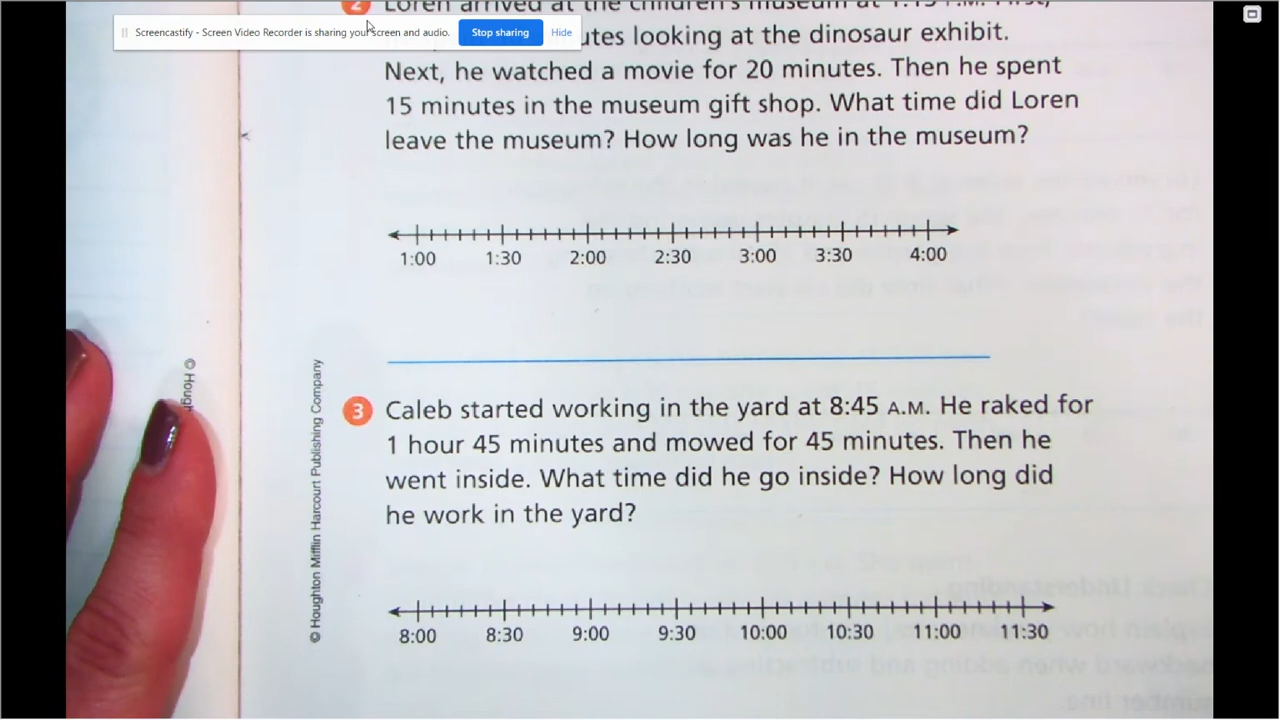 2 Loren arrived at the children's museum at 1:15 P.M. First,
Screencastify - Screen Video Recorder is sharing your screen and audio.
Stop sharing
Hide
utes looking at the dinosaur exhibit.
Next, he watched a movie for 20 minutes. Then he spent
15 minutes in the museum gift shop. What time did Loren
leave the museum? How long was he in the museum?
1:00 1:30 2:00 2:30 3:00 3:30 4:00
© Hough
© Houghton Mifflin Harcourt Publishing Company
3 Caleb started working in the yard at 8:45 A.M. He raked for
1 hour 45 minutes and mowed for 45 minutes. Then he
went inside. What time did he go inside? How long did
he work in the yard?
8:00 8:30 9:00 9:30 10:00 10:30 11:00 11:30